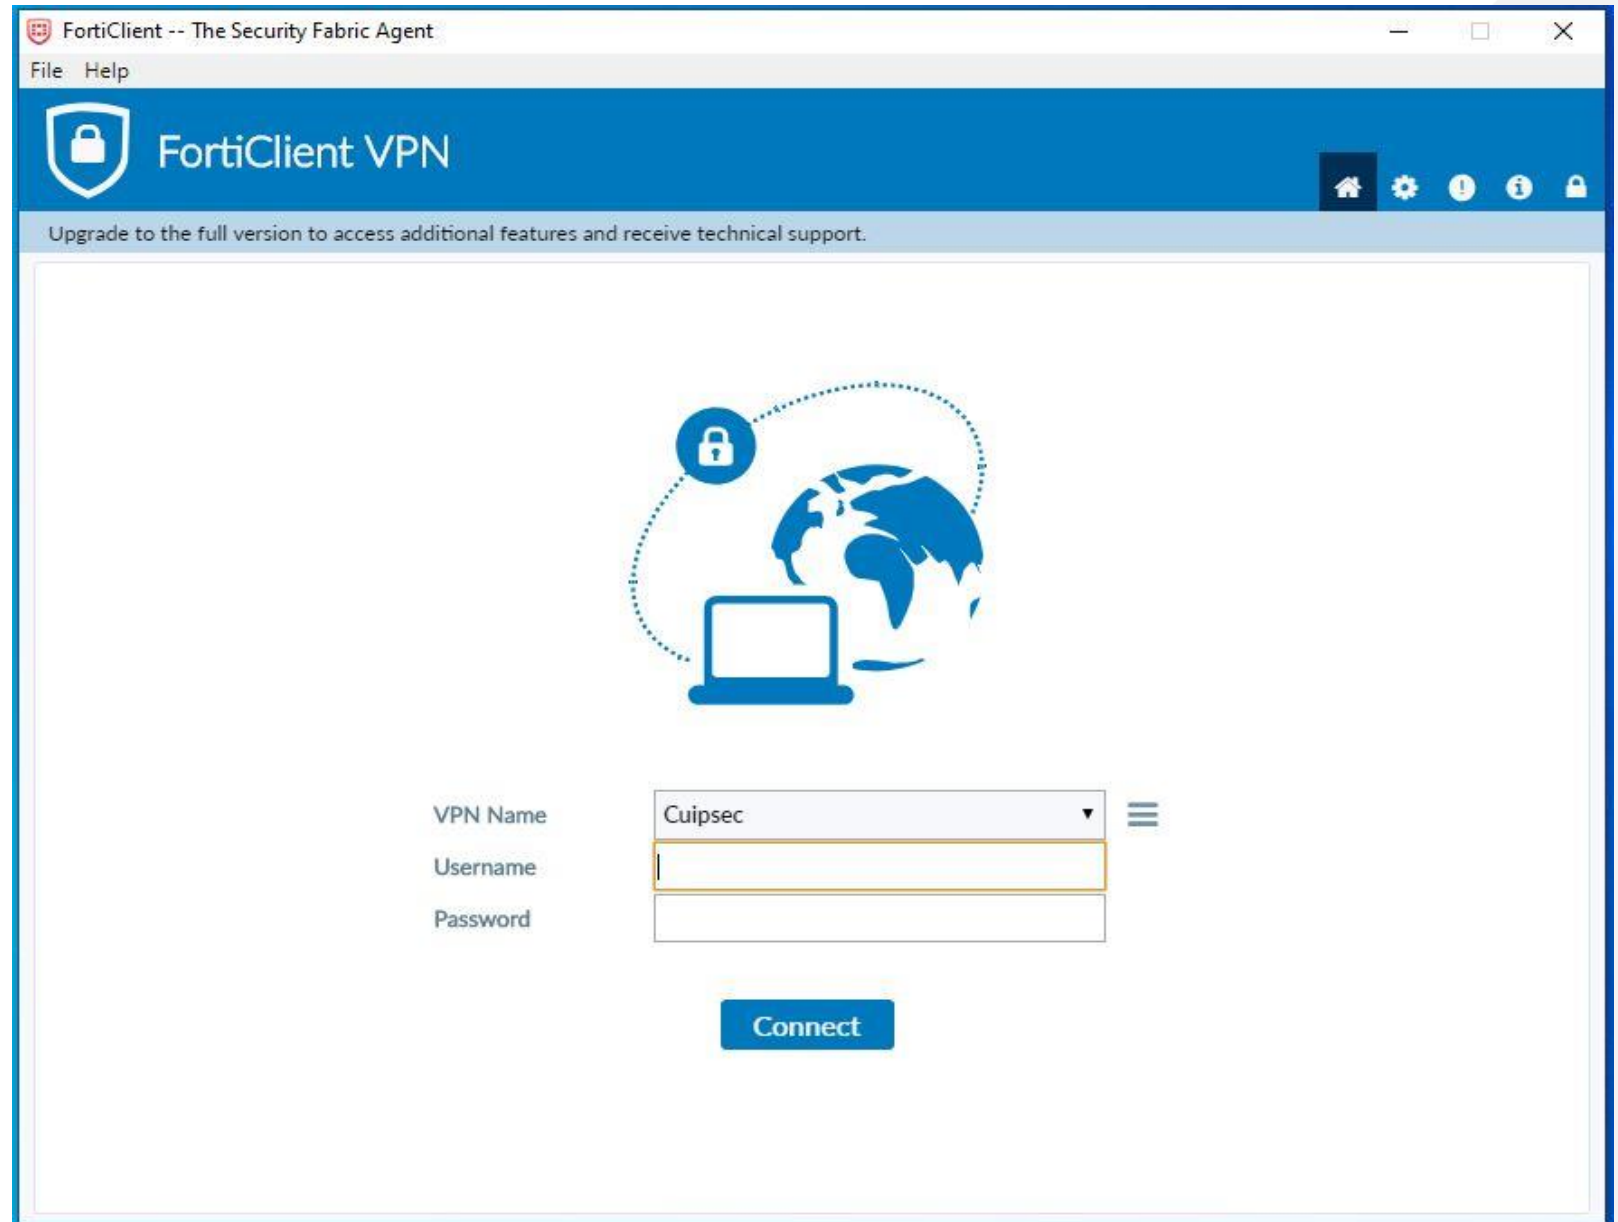 FortiClient -- The Security Fabric Agent
File Help
FortiClient VPN
Upgrade to the full version to access additional features and receive technical support.
VPN Name Cuipsec
Username
Password
Connect